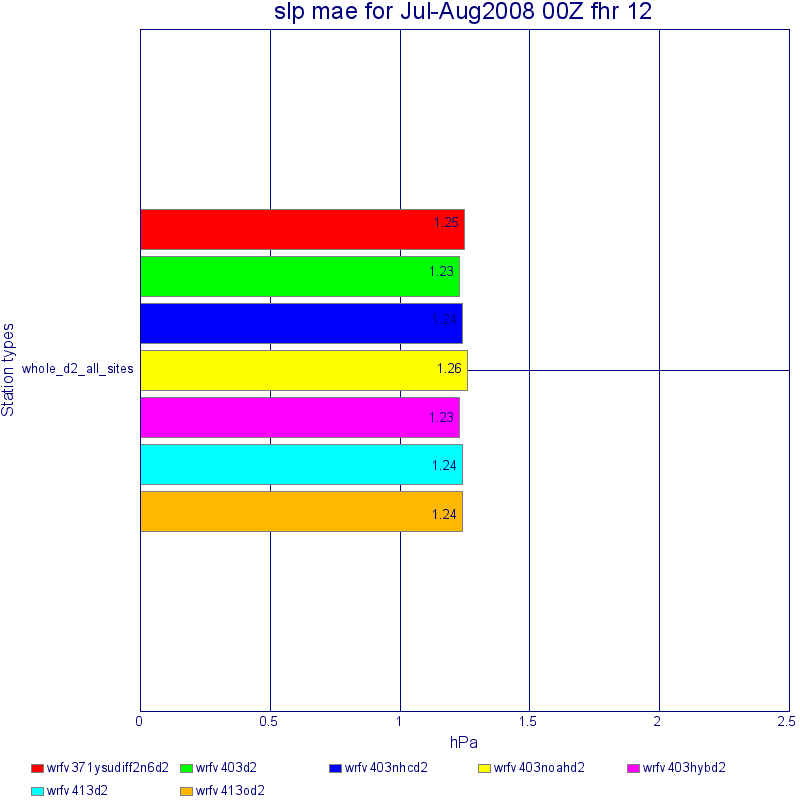 slp mae for Jul-Aug2008 00Z fhr 12
1.25
1.23
1.24
Station types
whole_d2_all_sites
1.26
1.23
1.24
1.24
0 0.5 1 1.5 2 2.5
hPa
wrfv371ysudiff2n6d2 wrfv403d2 wrfv403nhcd2 wrfv403noahd2 wrfv403hybd2
wrfv413d2 wrfv413od2